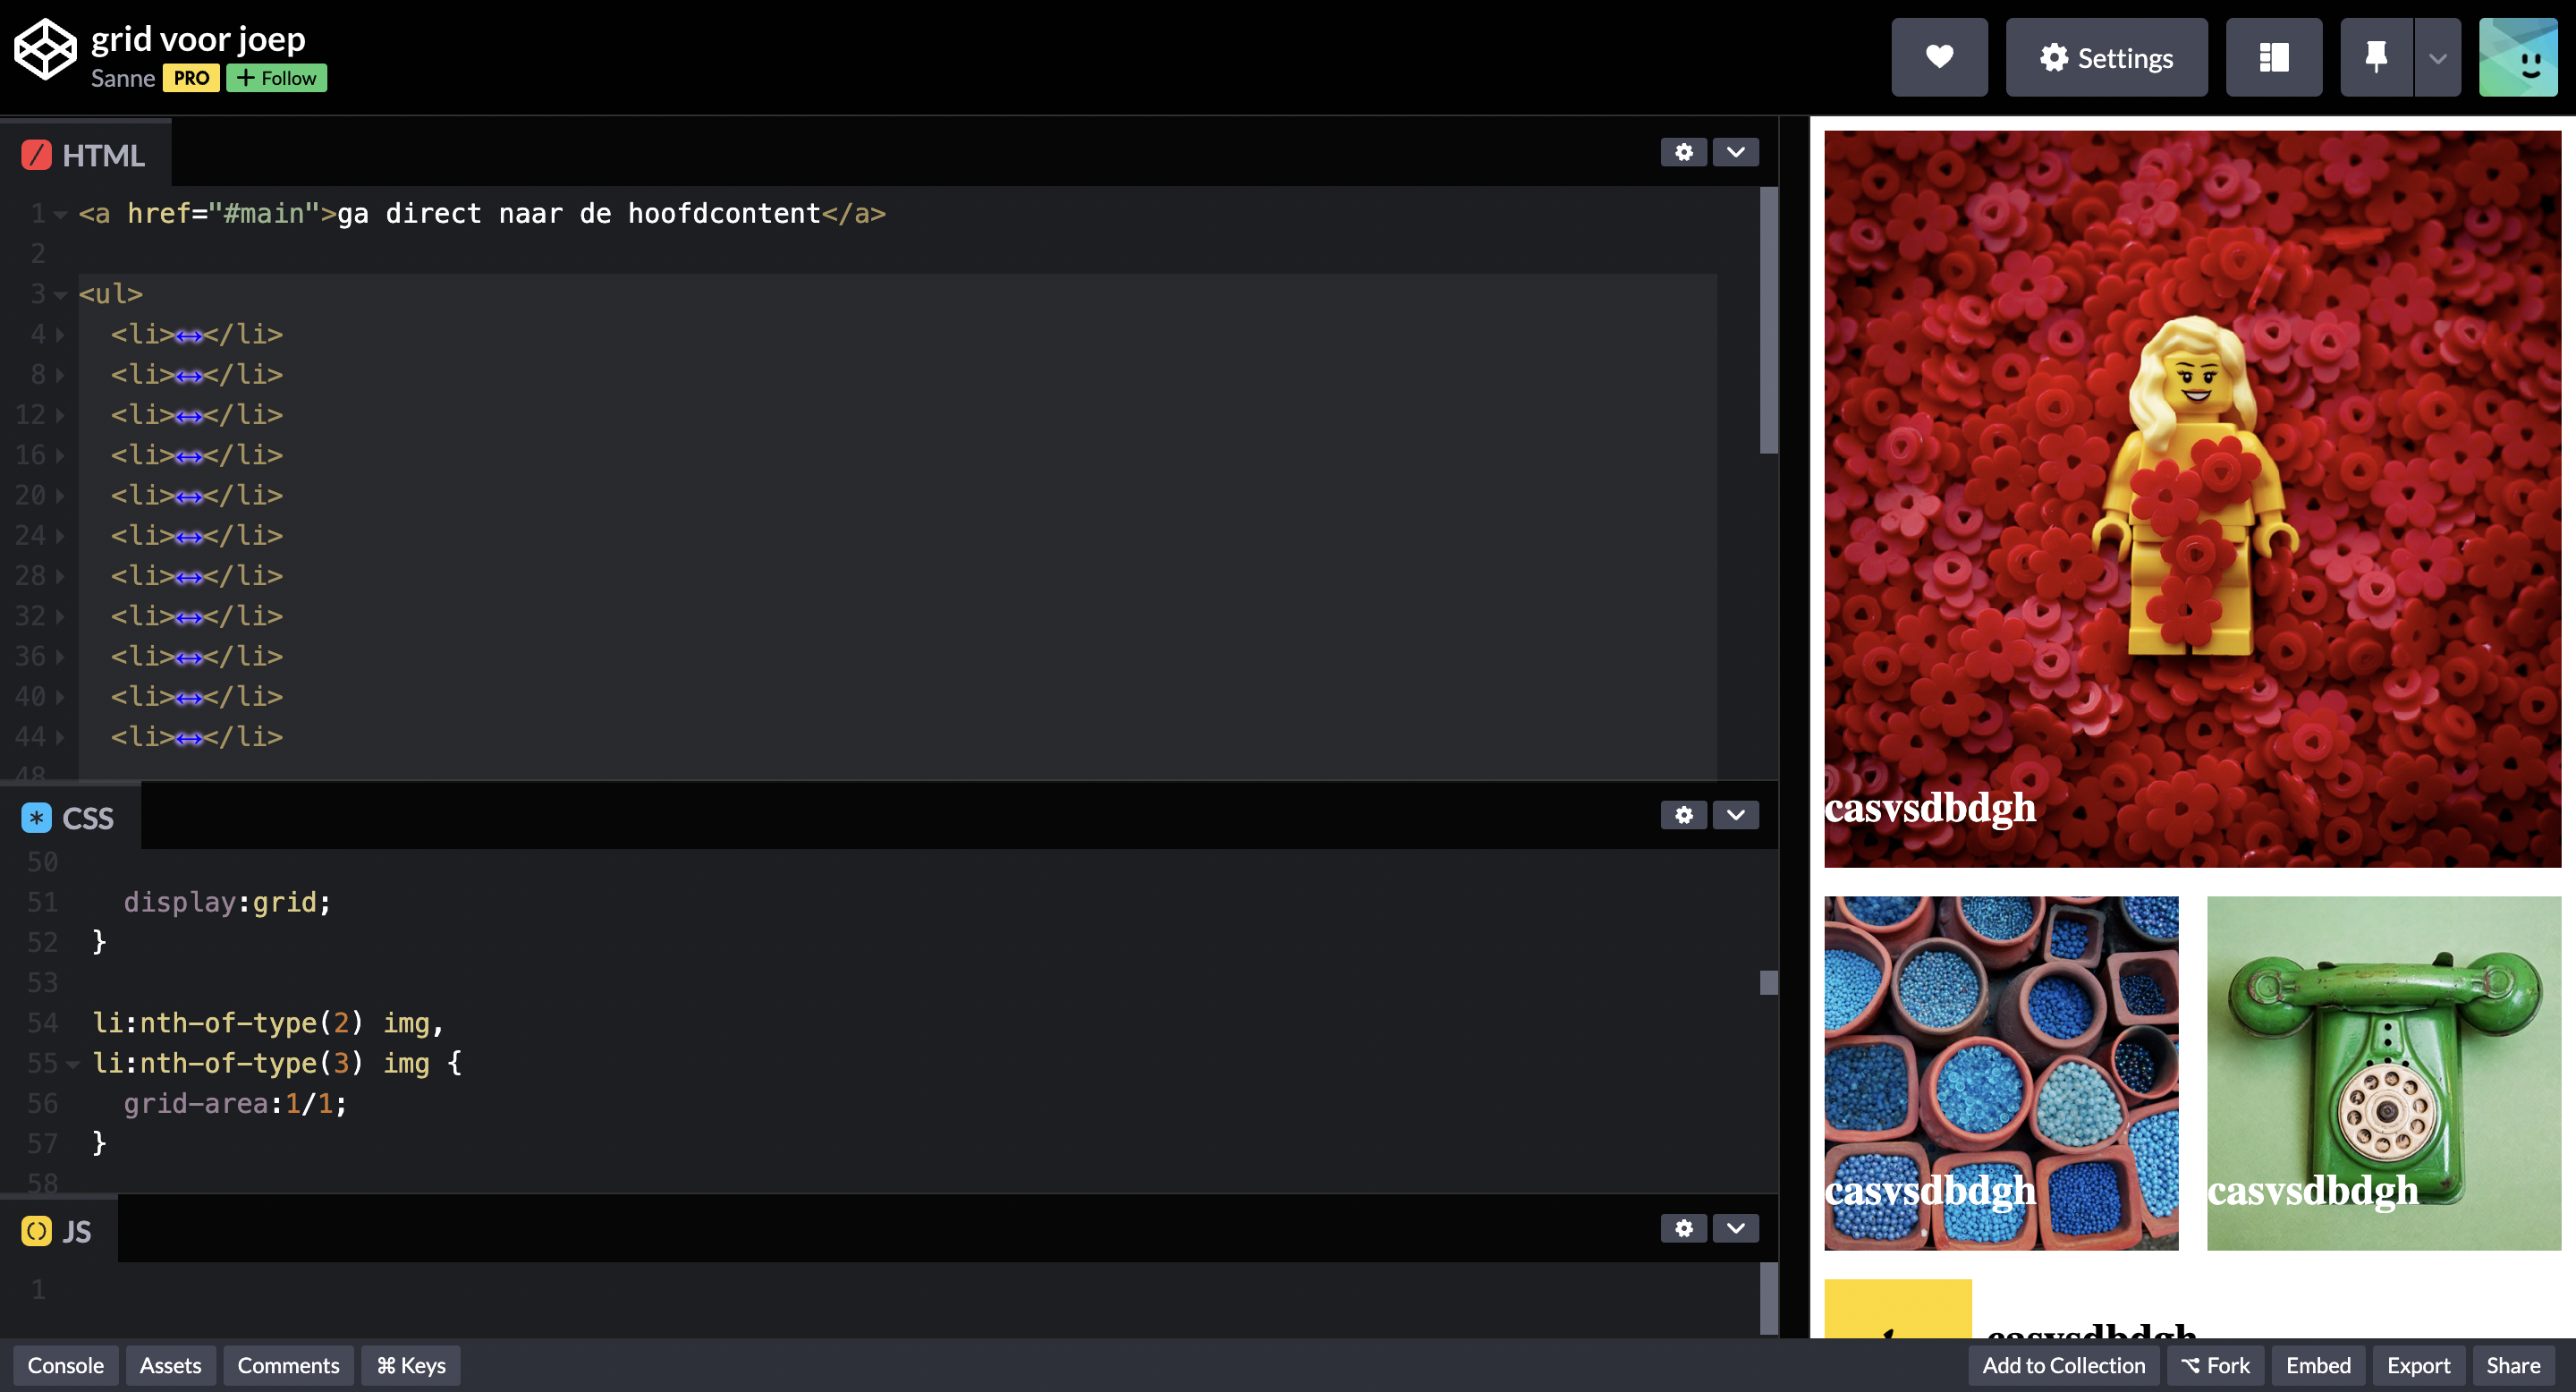 grid voor joep
Sanne PRO + Follow
Settings
HTML
1 <a href="#main">ga direct naar de hoofdcontent</a>
2
3 <ul>
4 <li>↔</li>
8 <li>↔</li>
12 <li>↔</li>
16 <li>↔</li>
20 <li>↔</li>
24 <li>↔</li>
28 <li>↔</li>
32 <li>↔</li>
36 <li>↔</li>
40 <li>↔</li>
44 <li>↔</li>
48
CSS
50
51 display:grid;
52 }
53
54 li:nth-of-type(2) img,
55 li:nth-of-type(3) img {
56 grid-area:1/1;
57 }
58
JS
1
casvsdbdgh
casvsdbdgh
casvsdbdgh
casvsdbdgh
Console Assets Comments ⌘ Keys
Add to Collection Fork Embed Export Share